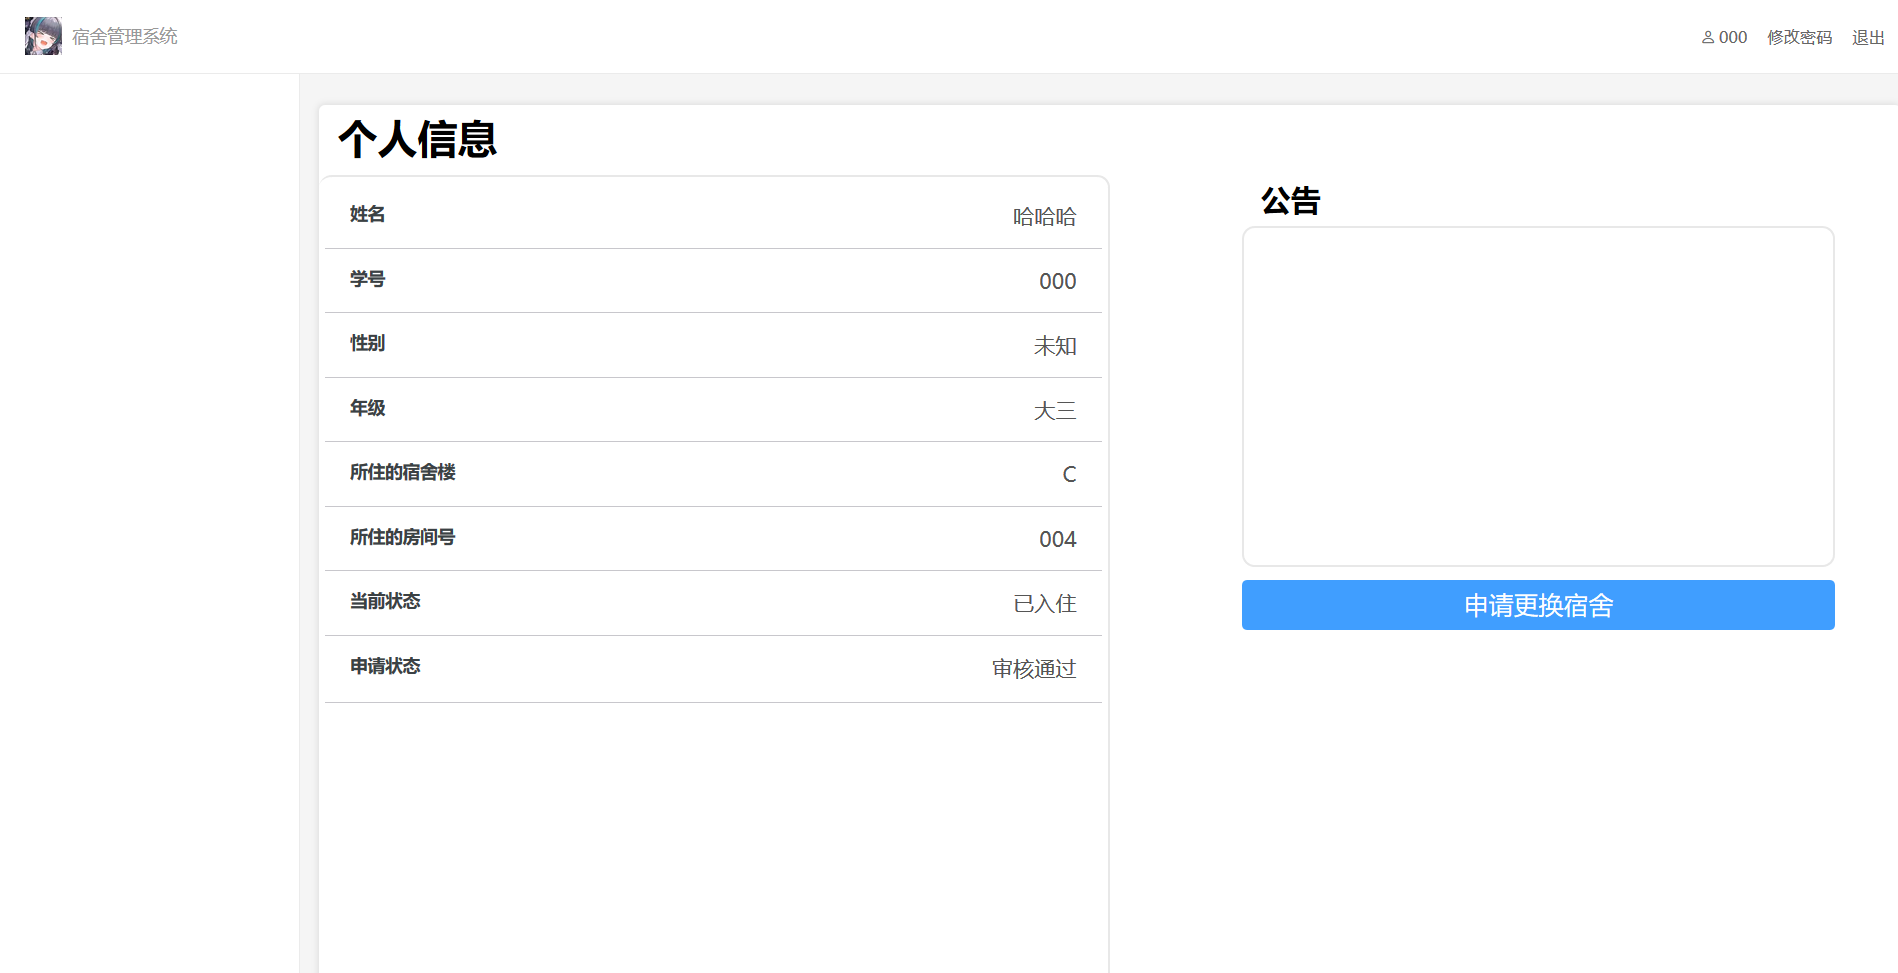 宿舍管理系统
000 修改密码 退出
个人信息
姓名 哈哈哈
学号 000
性别 未知
年级 大三
所住的宿舍楼 C
所住的房间号 004
当前状态 已入住
申请状态 审核通过
公告
申请更换宿舍